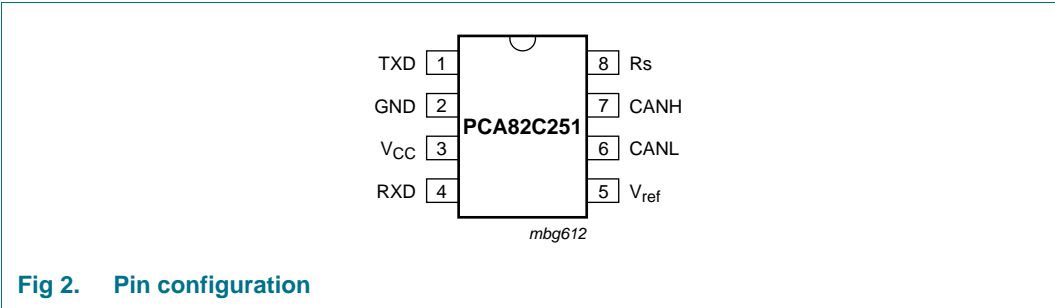 TXD 1 8 Rs
GND 2 7 CANH
PCA82C251
VCC 3 6 CANL
RXD 4 5 Vref
mbg612
Fig 2. Pin configuration